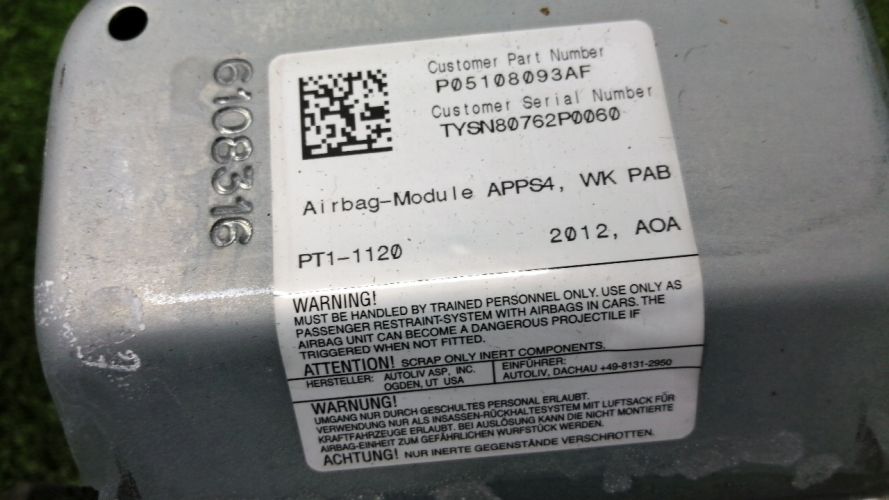 6108316
Customer Part Number
P05108093AF
Customer Serial Number
TYSN80762P0060
Airbag-Module APPS4, WK PAB
PT1-1120 2012, AOA
WARNING!
MUST BE HANDLED BY TRAINED PERSONNEL ONLY. USE ONLY AS
PASSENGER RESTRAINT-SYSTEM WITH AIRBAGS IN CARS. THE
AIRBAG UNIT CAN BECOME A DANGEROUS PROJECTILE IF
TRIGGERED WHEN NOT FITTED.
ATTENTION! SCRAP ONLY INERT COMPONENTS.
HERSTELLER: AUTOLIV ASP, INC. EINFÜHRER:
OGDEN, UT USA AUTOLIV, DACHAU +49-8131-2950
WARNUNG!
UMGANG NUR DURCH GESCHULTES PERSONAL ERLAUBT.
VERWENDUNG NUR ALS INSASSEN-RÜCKHALTESYSTEM MIT LUFTSACK FÜR
KRAFTFAHRZEUGE ERLAUBT. BEI AUSLÖSUNG KANN DIE NICHT MONTIERTE
AIRBAG-EINHEIT ZUM GEFÄHRLICHEN WURFSTÜCK WERDEN.
ACHTUNG! NUR INERTE GEGENSTÄNDE VERSCHROTTEN.